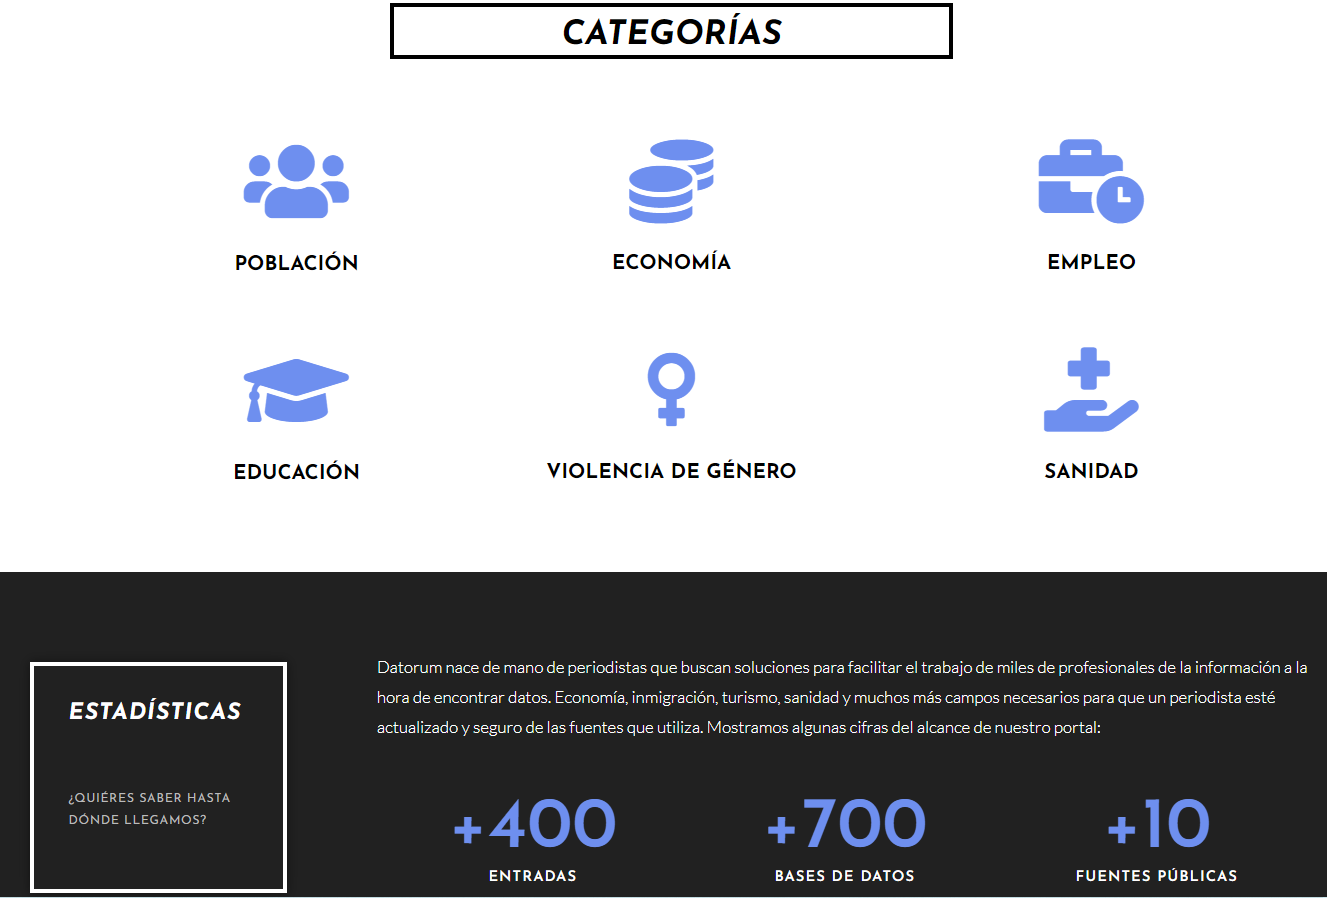 CATEGORÍAS
POBLACIÓN
ECONOMÍA
EMPLEO
EDUCACIÓN
VIOLENCIA DE GÉNERO
SANIDAD
ESTADÍSTICAS
¿QUIÉRES SABER HASTA
DÓNDE LLEGAMOS?
Datorum nace de mano de periodistas que buscan soluciones para facilitar el trabajo de miles de profesionales de la información a la
hora de encontrar datos. Economía, inmigración, turismo, sanidad y muchos más campos necesarios para que un periodista esté
actualizado y seguro de las fuentes que utiliza. Mostramos algunas cifras del alcance de nuestro portal:
+400
ENTRADAS
+700
BASES DE DATOS
+10
FUENTES PÚBLICAS